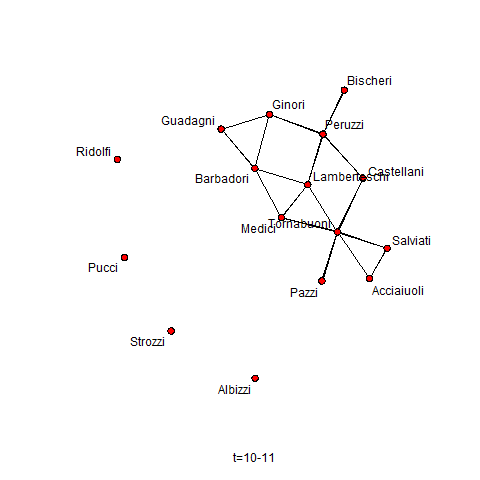 Bischeri
Ginori
Guadagni
Peruzzi
Ridolfi
Castellani
Barbadori
Lamberteschi
Tornabuoni
Medici
Salviati
Pucci
Pazzi
Acciaiuoli
Strozzi
Albizzi
t=10-11